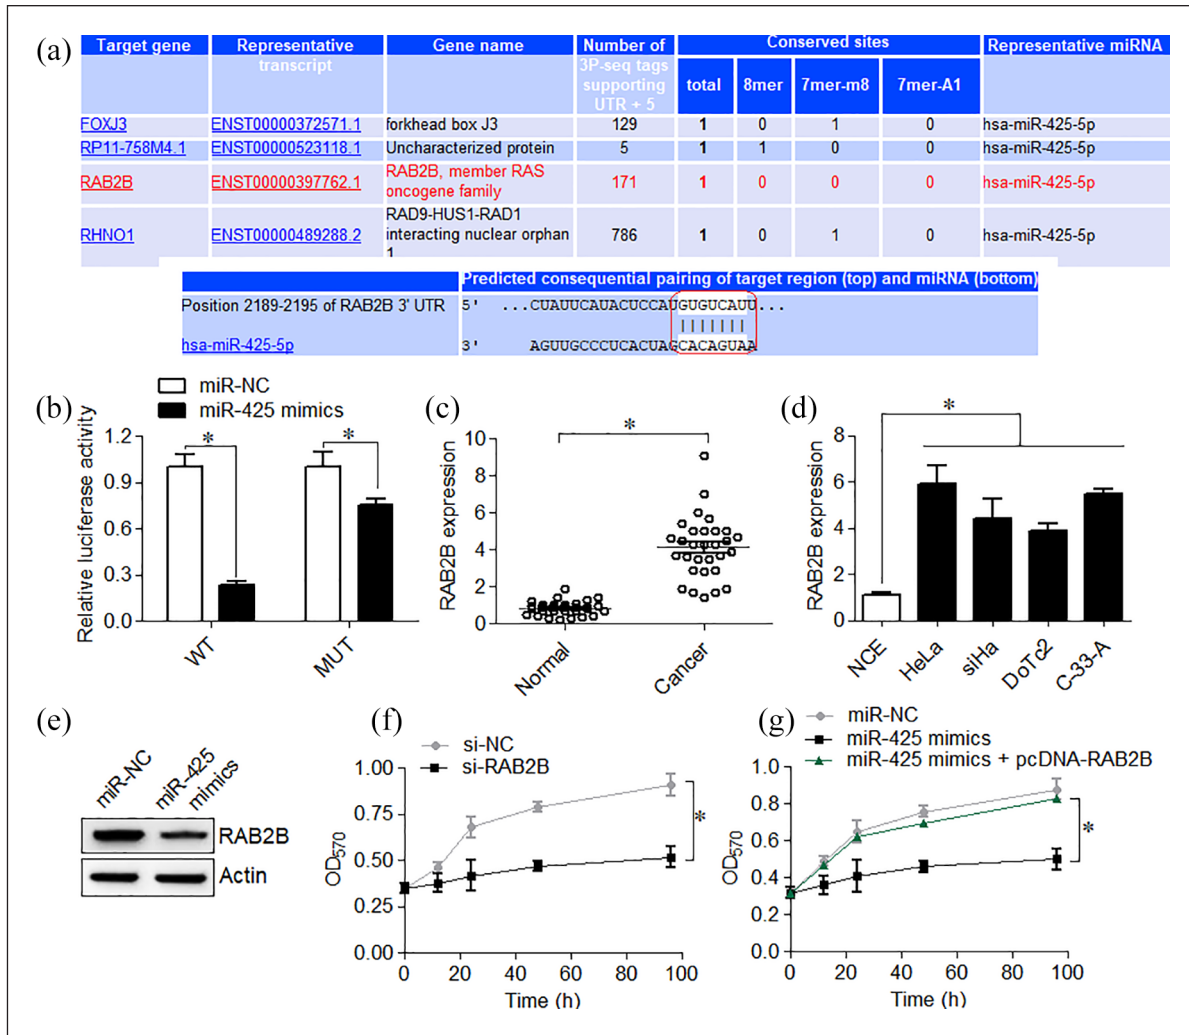 (a)
Target gene Representative transcript Gene name Number of 3P-seq tags supporting UTR + 5 Conserved sites Representative miRNA
total 8mer 7mer-m8 7mer-A1
FOXJ3 ENST00000372571.1 forkhead box J3 129 1 0 1 0 hsa-miR-425-5p
RP11-758M4.1 ENST00000523118.1 Uncharacterized protein 5 1 1 0 0 hsa-miR-425-5p
RAB2B ENST00000397762.1 RAB2B, member RAS oncogene family 171 1 0 0 0 hsa-miR-425-5p
RHNO1 ENST00000489288.2 RAD9-HUS1-RAD1 interacting nuclear orphan 1 786 1 0 1 0 hsa-miR-425-5p
Predicted consequential pairing of target region (top) and miRNA (bottom)
Position 2189-2195 of RAB2B 3' UTR 5' ...CUAUUCAUACUCCAUGUGUCAUU...
hsa-miR-425-5p 3' AGUUGCCCUCACUAGCACAGUAA
(b)
miR-NC
miR-425 mimics
Relative luciferase activity
1.2
0.9
0.6
0.3
0.0
*
*
WT
MUT
(c)
RAB2B expression
10
8
6
4
2
0
*
Normal
Cancer
(d)
RAB2B expression
8
6
4
2
0
*
NCE
HeLa
siHa
DoTc2
C-33-A
(e)
miR-NC
miR-425
mimics
RAB2B
Actin
(f)
si-NC
si-RAB2B
OD570
1.00
0.75
0.50
0.25
0.00
*
0 20 40 60 80 100
Time (h)
(g)
miR-NC
miR-425 mimics
miR-425 mimics + pcDNA-RAB2B
OD570
1.0
0.8
0.6
0.4
0.2
0.0
*
0 20 40 60 80 100
Time (h)